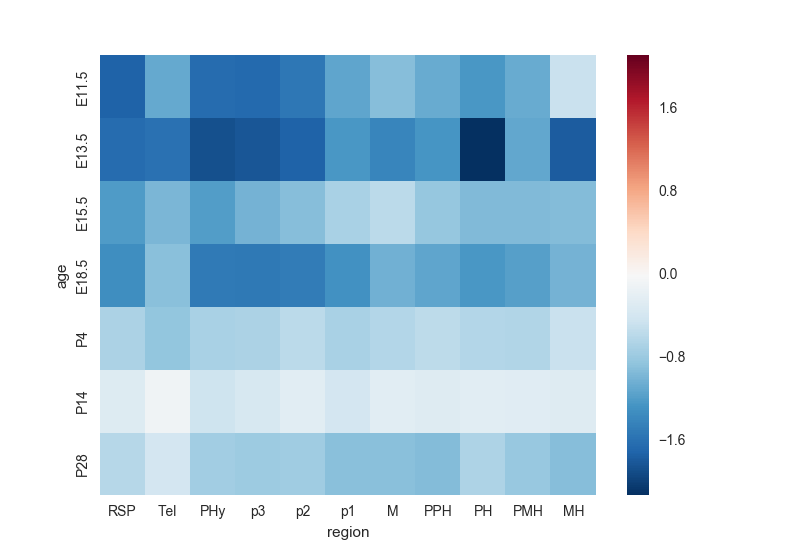 E11.5
E13.5
E15.5
E18.5
P4
P14
P28
age
RSP Tel PHy p3 p2 p1 M PPH PH PMH MH
region
1.6
0.8
0.0
−0.8
−1.6